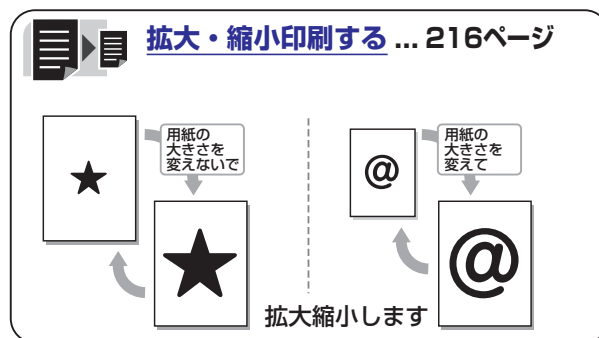 拡大・縮小印刷する ... 216ページ
用紙の
大きさを
変えないで
用紙の
大きさを
変えて
@
@
拡大縮小します